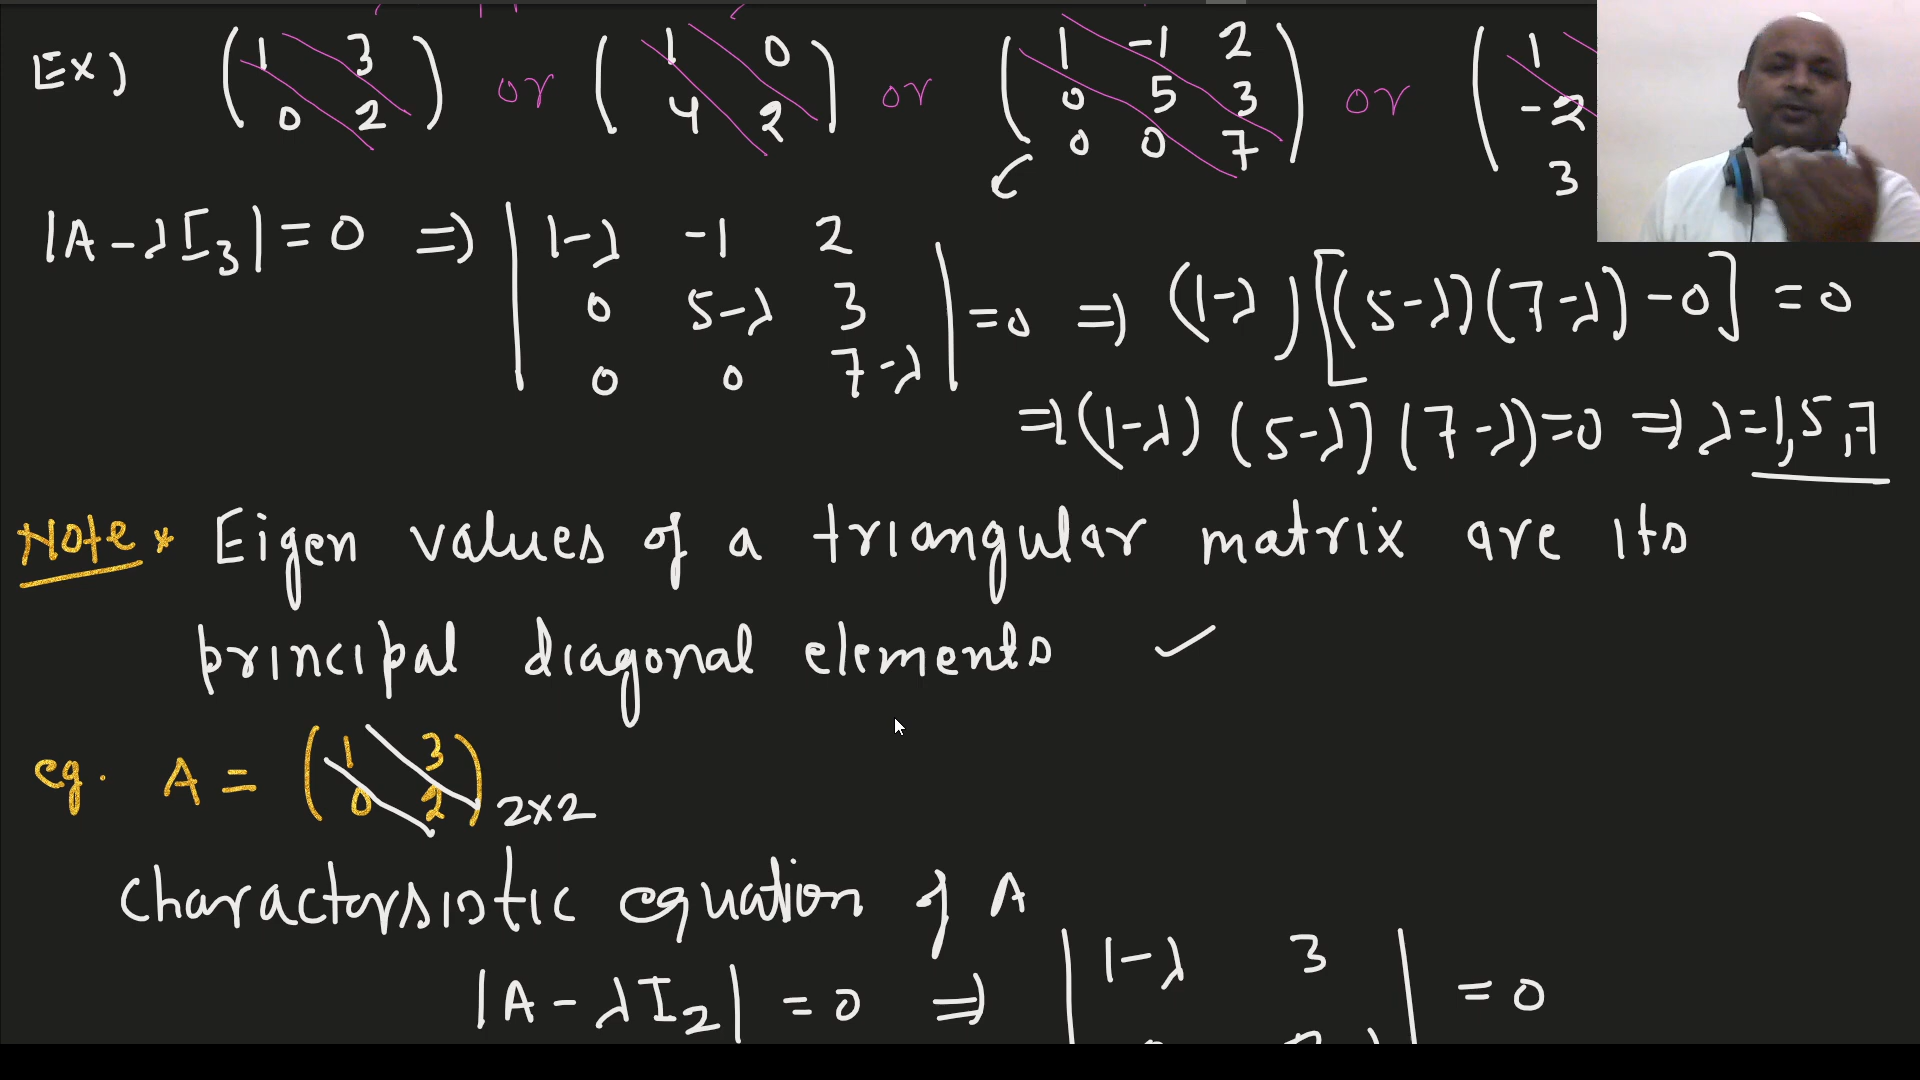 Ex) ( 1 3 ) or ( 1 0 ) or ( 1 -1 2 ) or ( 1
0 2 4 2 0 5 3 -2
0 0 7 3
|A-λI₃| = 0 ⇒ | 1-λ -1 2 |
0 5-λ 3 = 0 ⇒ (1-λ) [(5-λ)(7-λ) - 0] = 0
0 0 7-λ
⇒ (1-λ) (5-λ) (7-λ) = 0 ⇒ λ = 1, 5, 7
Note * Eigen values of a triangular matrix are its
principal diagonal elements ✓
eg. A = ( 1 3 )
0 2 2x2
Charactorsistic equation of A
|A - λI₂| = 0 ⇒ | 1-λ 3 | = 0